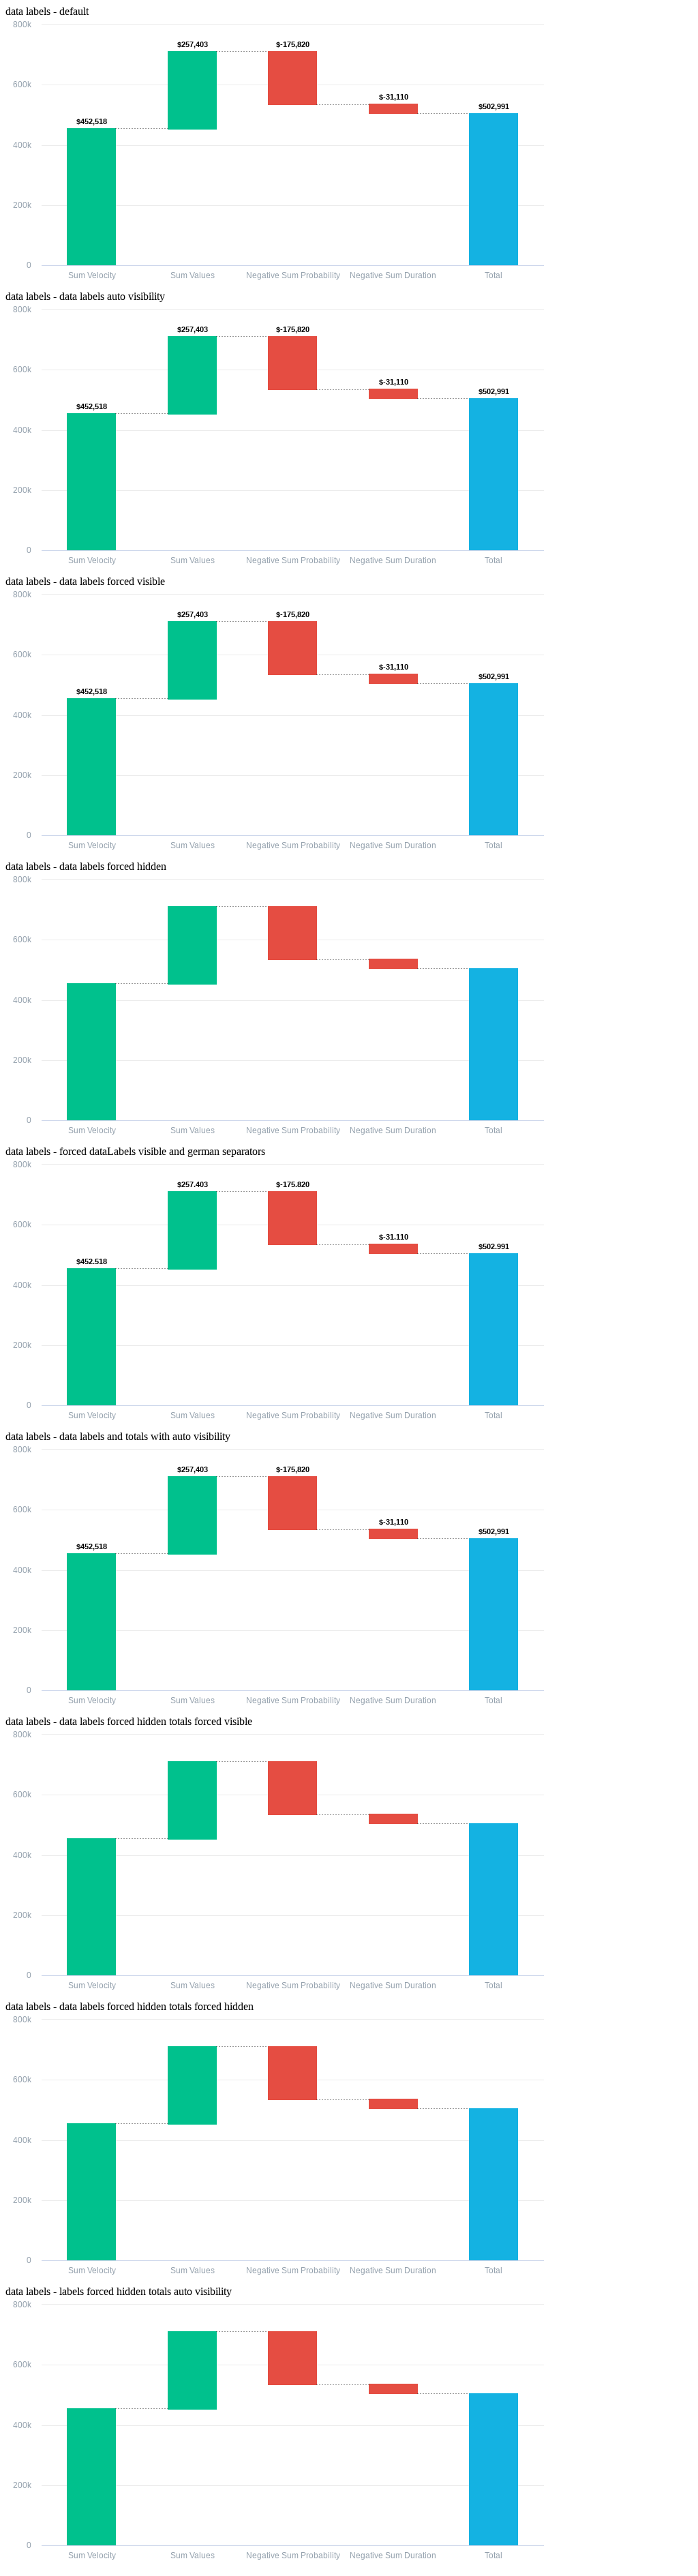 data labels - default
800k
$257,403 $-175,820
600k
$-31,110
$502,991
$452,518
400k
200k
0
Sum Velocity Sum Values Negative Sum Probability Negative Sum Duration Total
data labels - data labels auto visibility
800k
$257,403 $-175,820
600k
$-31,110
$502,991
$452,518
400k
200k
0
Sum Velocity Sum Values Negative Sum Probability Negative Sum Duration Total
data labels - data labels forced visible
800k
$257,403 $-175,820
600k
$-31,110
$502,991
$452,518
400k
200k
0
Sum Velocity Sum Values Negative Sum Probability Negative Sum Duration Total
data labels - data labels forced hidden
800k
600k
400k
200k
0
Sum Velocity Sum Values Negative Sum Probability Negative Sum Duration Total
data labels - forced dataLabels visible and german separators
800k
$257.403 $-175.820
600k
$-31.110
$502.991
$452.518
400k
200k
0
Sum Velocity Sum Values Negative Sum Probability Negative Sum Duration Total
data labels - data labels and totals with auto visibility
800k
$257,403 $-175,820
600k
$-31,110
$502,991
$452,518
400k
200k
0
Sum Velocity Sum Values Negative Sum Probability Negative Sum Duration Total
data labels - data labels forced hidden totals forced visible
800k
600k
400k
200k
0
Sum Velocity Sum Values Negative Sum Probability Negative Sum Duration Total
data labels - data labels forced hidden totals forced hidden
800k
600k
400k
200k
0
Sum Velocity Sum Values Negative Sum Probability Negative Sum Duration Total
data labels - labels forced hidden totals auto visibility
800k
600k
400k
200k
0
Sum Velocity Sum Values Negative Sum Probability Negative Sum Duration Total